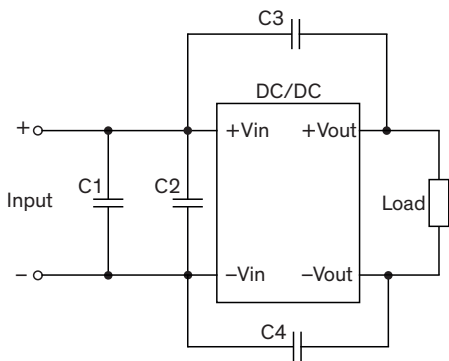 C3
DC/DC
+ +Vin +Vout
Input C1 C2 Load
− −Vin −Vout
C4